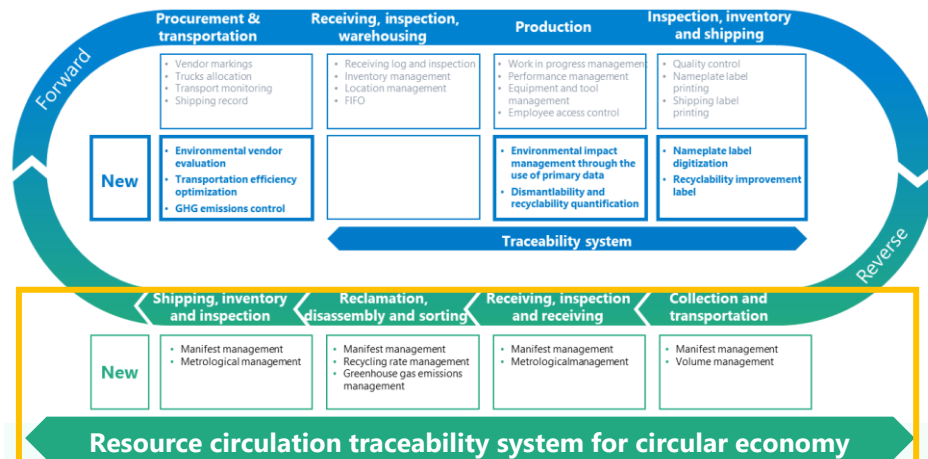 Procurement &
transportation
Receiving, inspection,
warehousing
Production
Inspection, inventory
and shipping
Forward
• Vendor markings
• Trucks allocation
• Transport monitoring
• Shipping record
• Receiving log and inspection
• Inventory management
• Location management
• FIFO
• Work in progress management
• Performance management
• Equipment and tool
management
• Employee access control
• Quality control
• Nameplate label
printing
• Shipping label
printing
New
• Environmental vendor
evaluation
• Transportation efficiency
optimization
• GHG emissions control
• Environmental impact
management through the
use of primary data
• Dismantlability and
recyclability quantification
• Nameplate label
digitization
• Recyclability improvement
label
Traceability system
Reverse
Shipping, inventory
and inspection
Reclamation,
disassembly and sorting
Receiving, inspection
and receiving
Collection and
transportation
New
• Manifest management
• Metrological management
• Manifest management
• Recycling rate management
• Greenhouse gas emissions
management
• Manifest management
• Metrologicalmanagement
• Manifest management
• Volume management
Resource circulation traceability system for circular economy